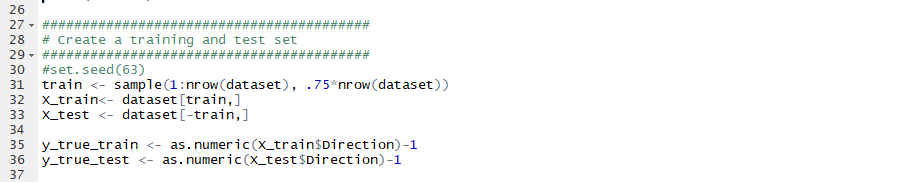 26
27 #########################################
28 # Create a training and test set
29 #########################################
30 #set.seed(63)
31 train <- sample(1:nrow(dataset), .75*nrow(dataset))
32 X_train<- dataset[train,]
33 X_test <- dataset[-train,]
34
35 y_true_train <- as.numeric(X_train$Direction)-1
36 y_true_test <- as.numeric(X_test$Direction)-1
37